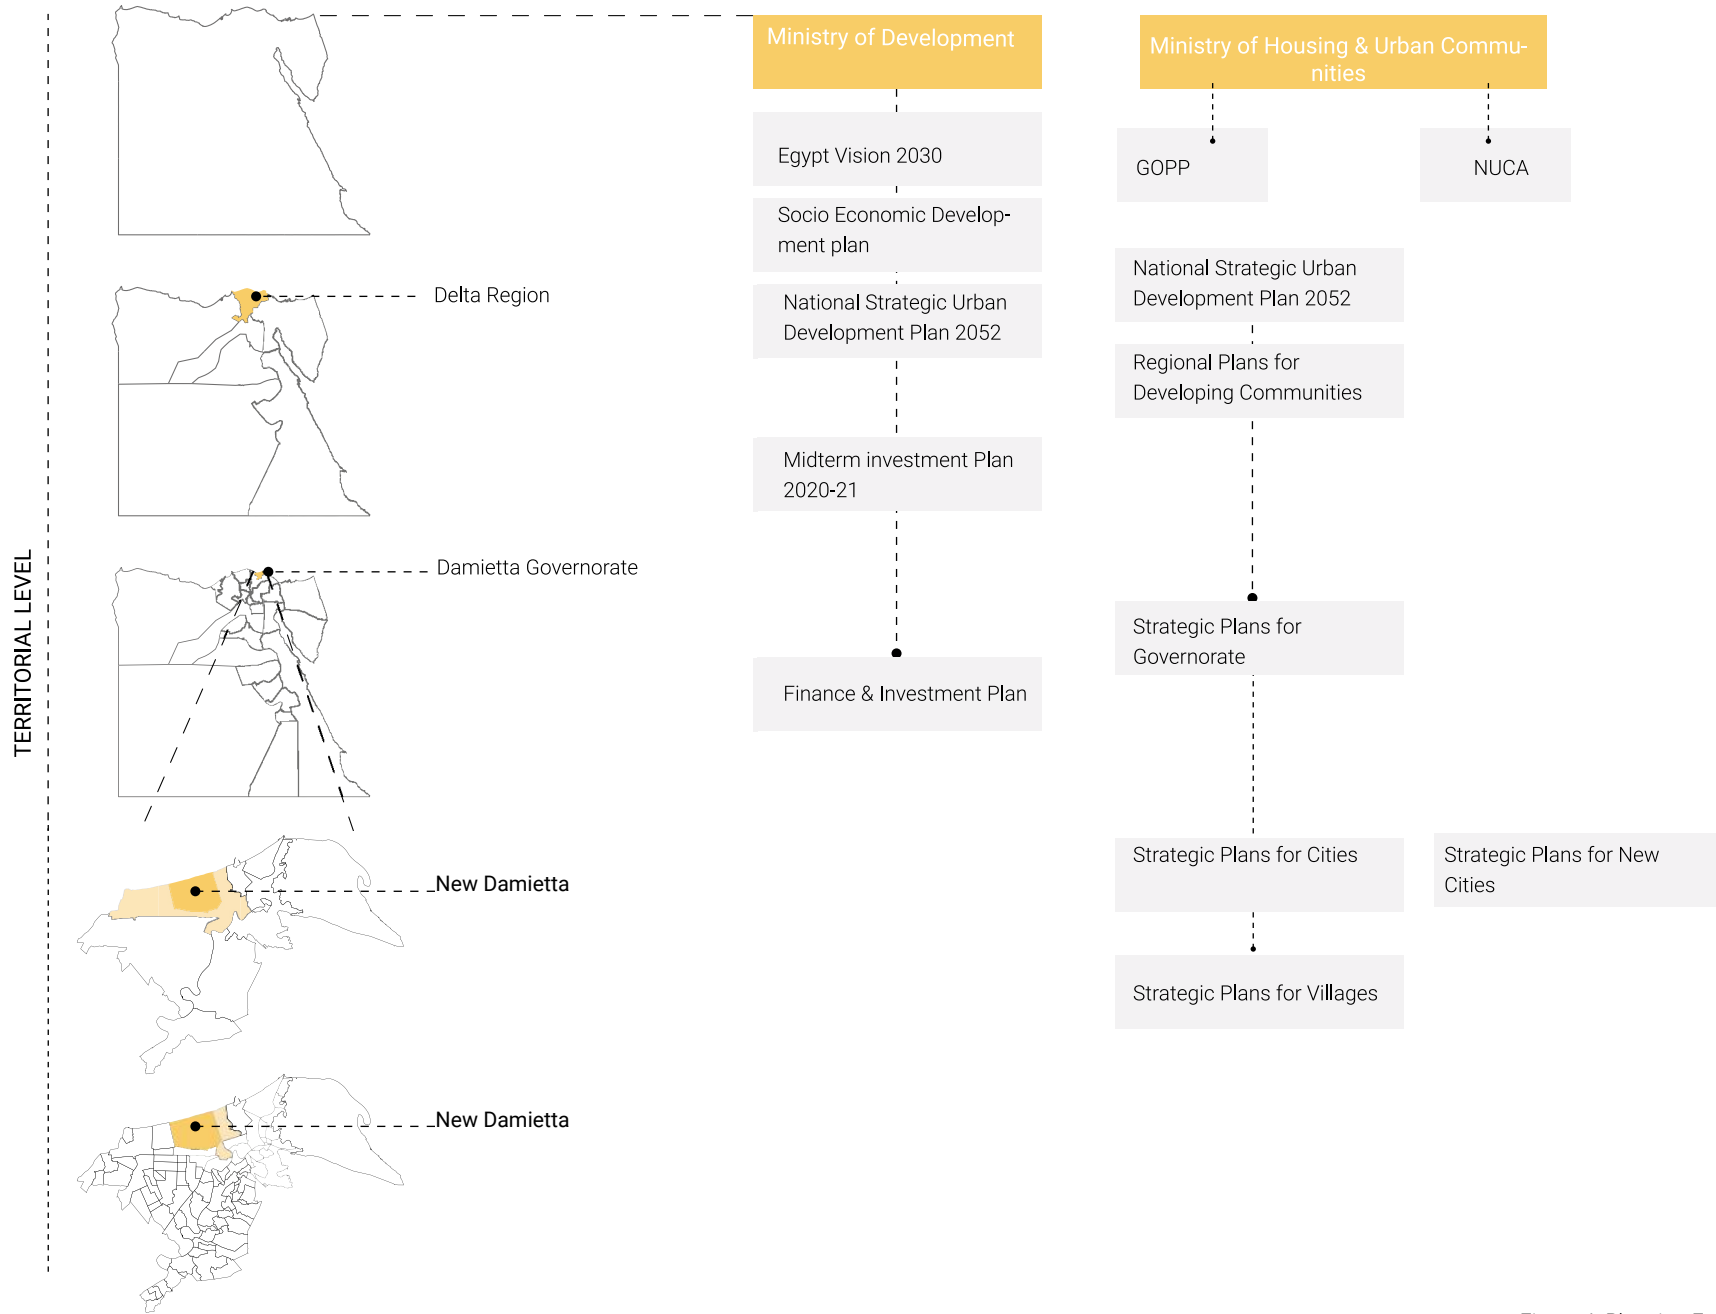 TERRITORIAL LEVEL
Delta Region
Damietta Governorate
New Damietta
New Damietta
Ministry of Development
Egypt Vision 2030
Socio Economic Develop-
ment plan
National Strategic Urban
Development Plan 2052
Midterm investment Plan
2020-21
Finance & Investment Plan
Ministry of Housing & Urban Commu-
nities
GOPP
NUCA
National Strategic Urban
Development Plan 2052
Regional Plans for
Developing Communities
Strategic Plans for
Governorate
Strategic Plans for Cities
Strategic Plans for New
Cities
Strategic Plans for Villages